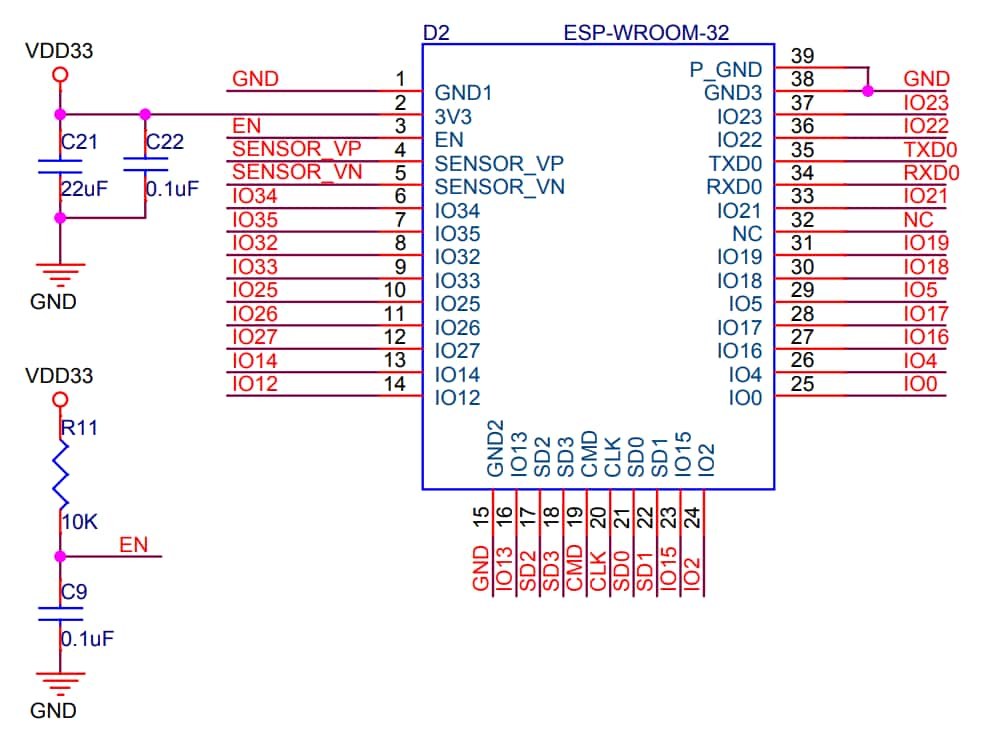 D2 ESP-WROOM-32
VDD33
C21 C22
22uF 0.1uF
GND
VDD33
R11
10K
EN
C9
0.1uF
GND
GND 1 GND1
2 3V3
EN 3 EN
SENSOR_VP 4 SENSOR_VP
SENSOR_VN 5 SENSOR_VN
IO34 6 IO34
IO35 7 IO35
IO32 8 IO32
IO33 9 IO33
IO25 10 IO25
IO26 11 IO26
IO27 12 IO27
IO14 13 IO14
IO12 14 IO12
P_GND 39
GND3 38 GND
IO23 37 IO23
IO22 36 IO22
TXD0 35 TXD0
RXD0 34 RXD0
IO21 33 IO21
NC 32 NC
IO19 31 IO19
IO18 30 IO18
IO5 29 IO5
IO17 28 IO17
IO16 27 IO16
IO4 26 IO4
IO0 25 IO0
GND2 15 GND
IO13 16 IO13
SD2 17 SD2
SD3 18 SD3
CMD 19 CMD
CLK 20 CLK
SD0 21 SD0
SD1 22 SD1
IO15 23 IO15
IO2 24 IO2